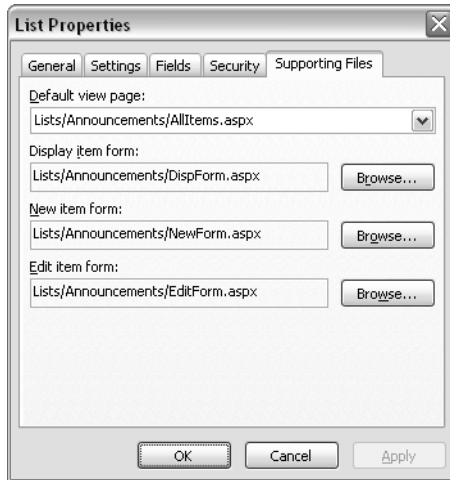 List Properties
General Settings Fields Security Supporting Files
Default view page:
Lists/Announcements/AllItems.aspx
Display item form:
Lists/Announcements/DispForm.aspx Browse...
New item form:
Lists/Announcements/NewForm.aspx Browse...
Edit item form:
Lists/Announcements/EditForm.aspx Browse...
OK Cancel Apply